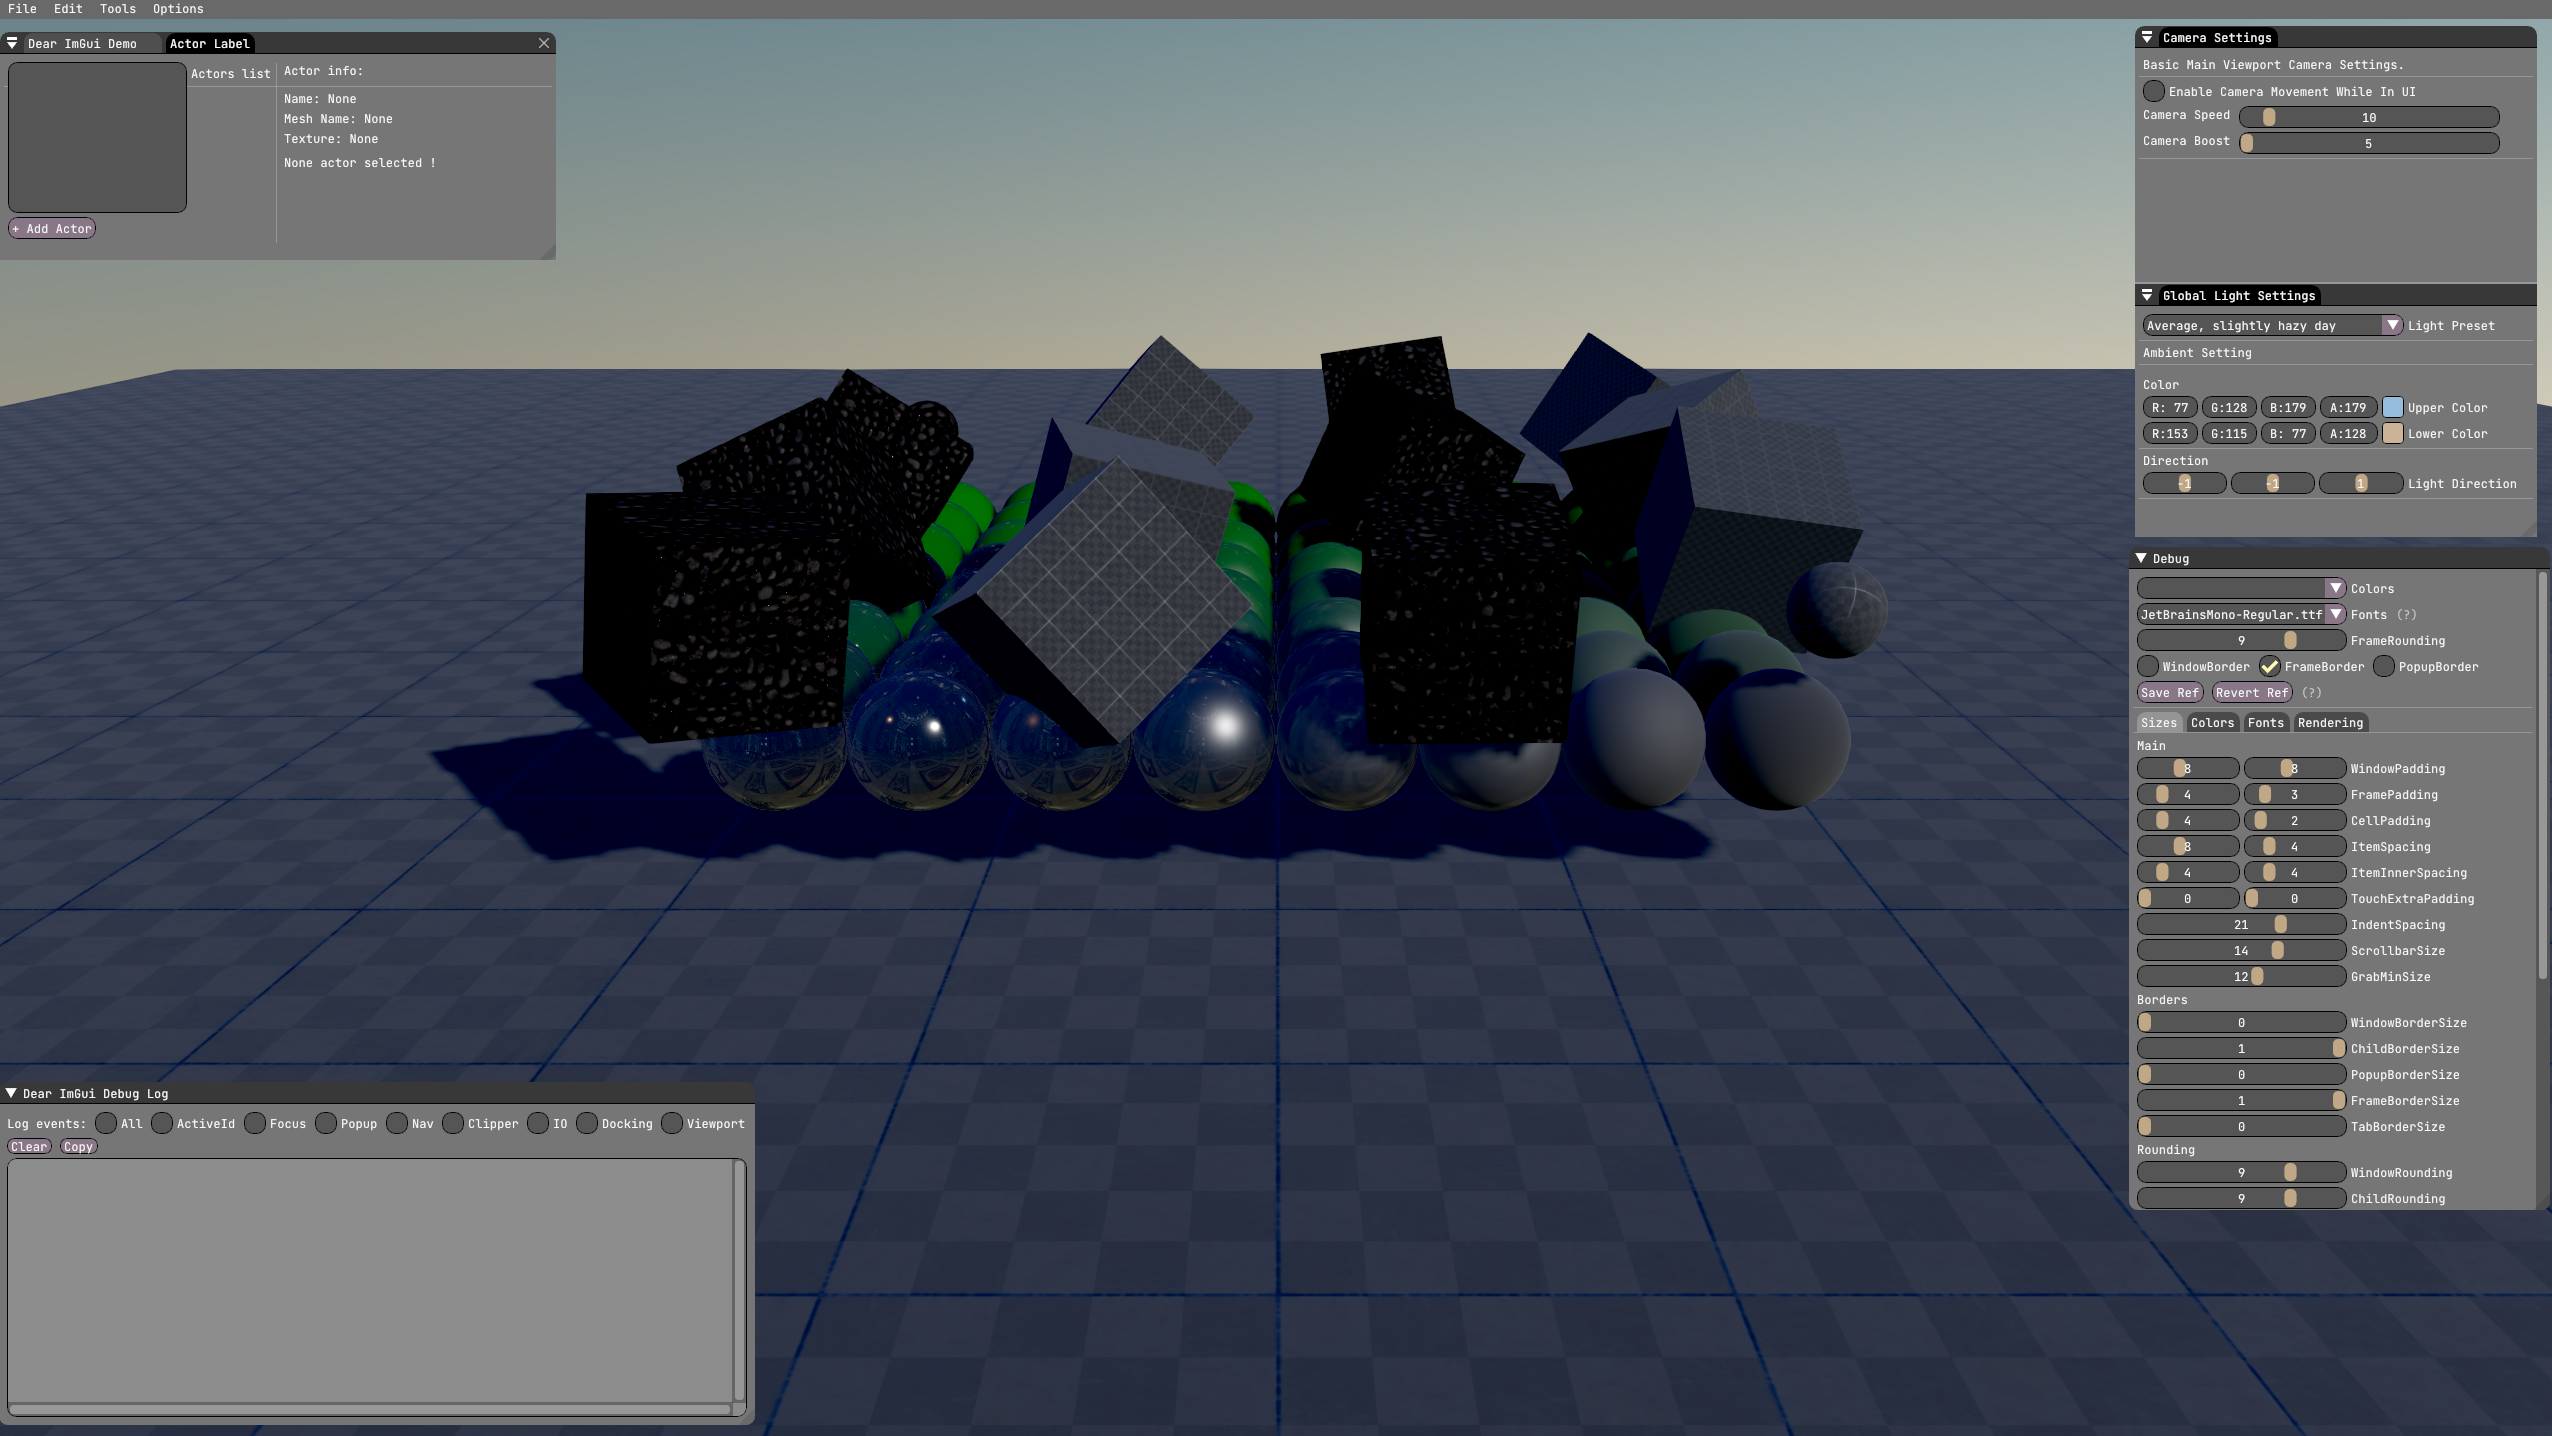 File Edit Tools Options
Dear ImGui Demo Actor Label
Actors list
Actor info:
Name: None
Mesh Name: None
Texture: None
None actor selected !
+ Add Actor
Camera Settings
Basic Main Viewport Camera Settings.
Enable Camera Movement While In UI
Camera Speed 10
Camera Boost 5
Global Light Settings
Average, slightly hazy day Light Preset
Ambient Setting
Color
R: 77 G:128 B:179 A:179 Upper Color
R:153 G:115 B: 77 A:128 Lower Color
Direction
-1 -1 1 Light Direction
Debug
Colors
JetBrainsMono-Regular.ttf Fonts (?)
9 FrameRounding
WindowBorder FrameBorder PopupBorder
Save Ref Revert Ref (?)
Sizes Colors Fonts Rendering
Main
8 8 WindowPadding
4 3 FramePadding
4 2 CellPadding
8 4 ItemSpacing
4 4 ItemInnerSpacing
0 0 TouchExtraPadding
21 IndentSpacing
14 ScrollbarSize
12 GrabMinSize
Borders
0 WindowBorderSize
1 ChildBorderSize
0 PopupBorderSize
1 FrameBorderSize
0 TabBorderSize
Rounding
9 WindowRounding
9 ChildRounding
Dear ImGui Debug Log
Log events: All ActiveId Focus Popup Nav Clipper IO Docking Viewport
Clear Copy